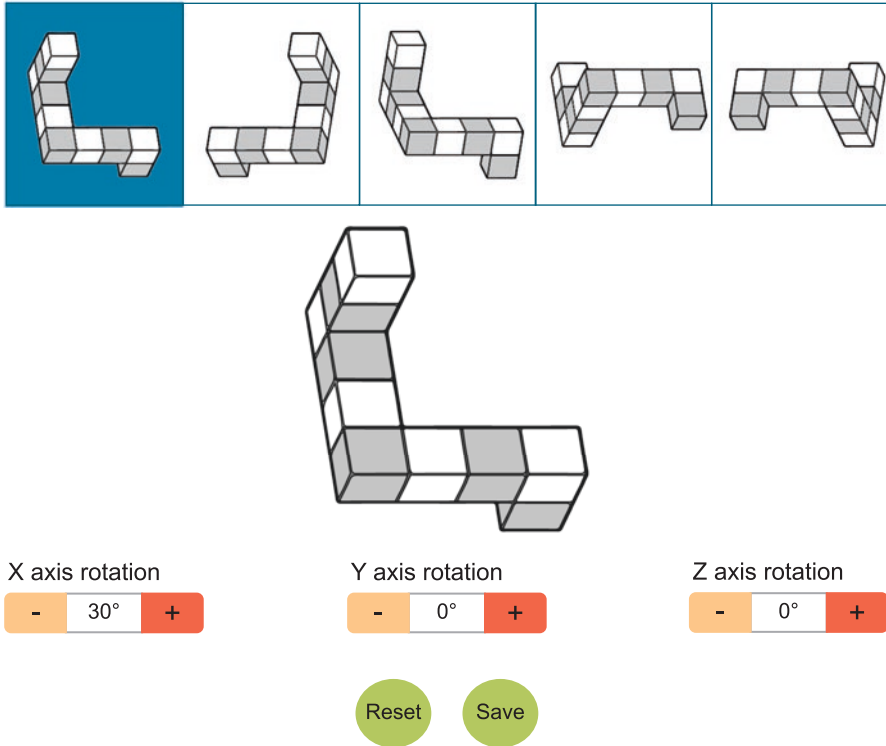 X axis rotation Y axis rotation Z axis rotation
- 30° + - 0° + - 0° +
Reset Save